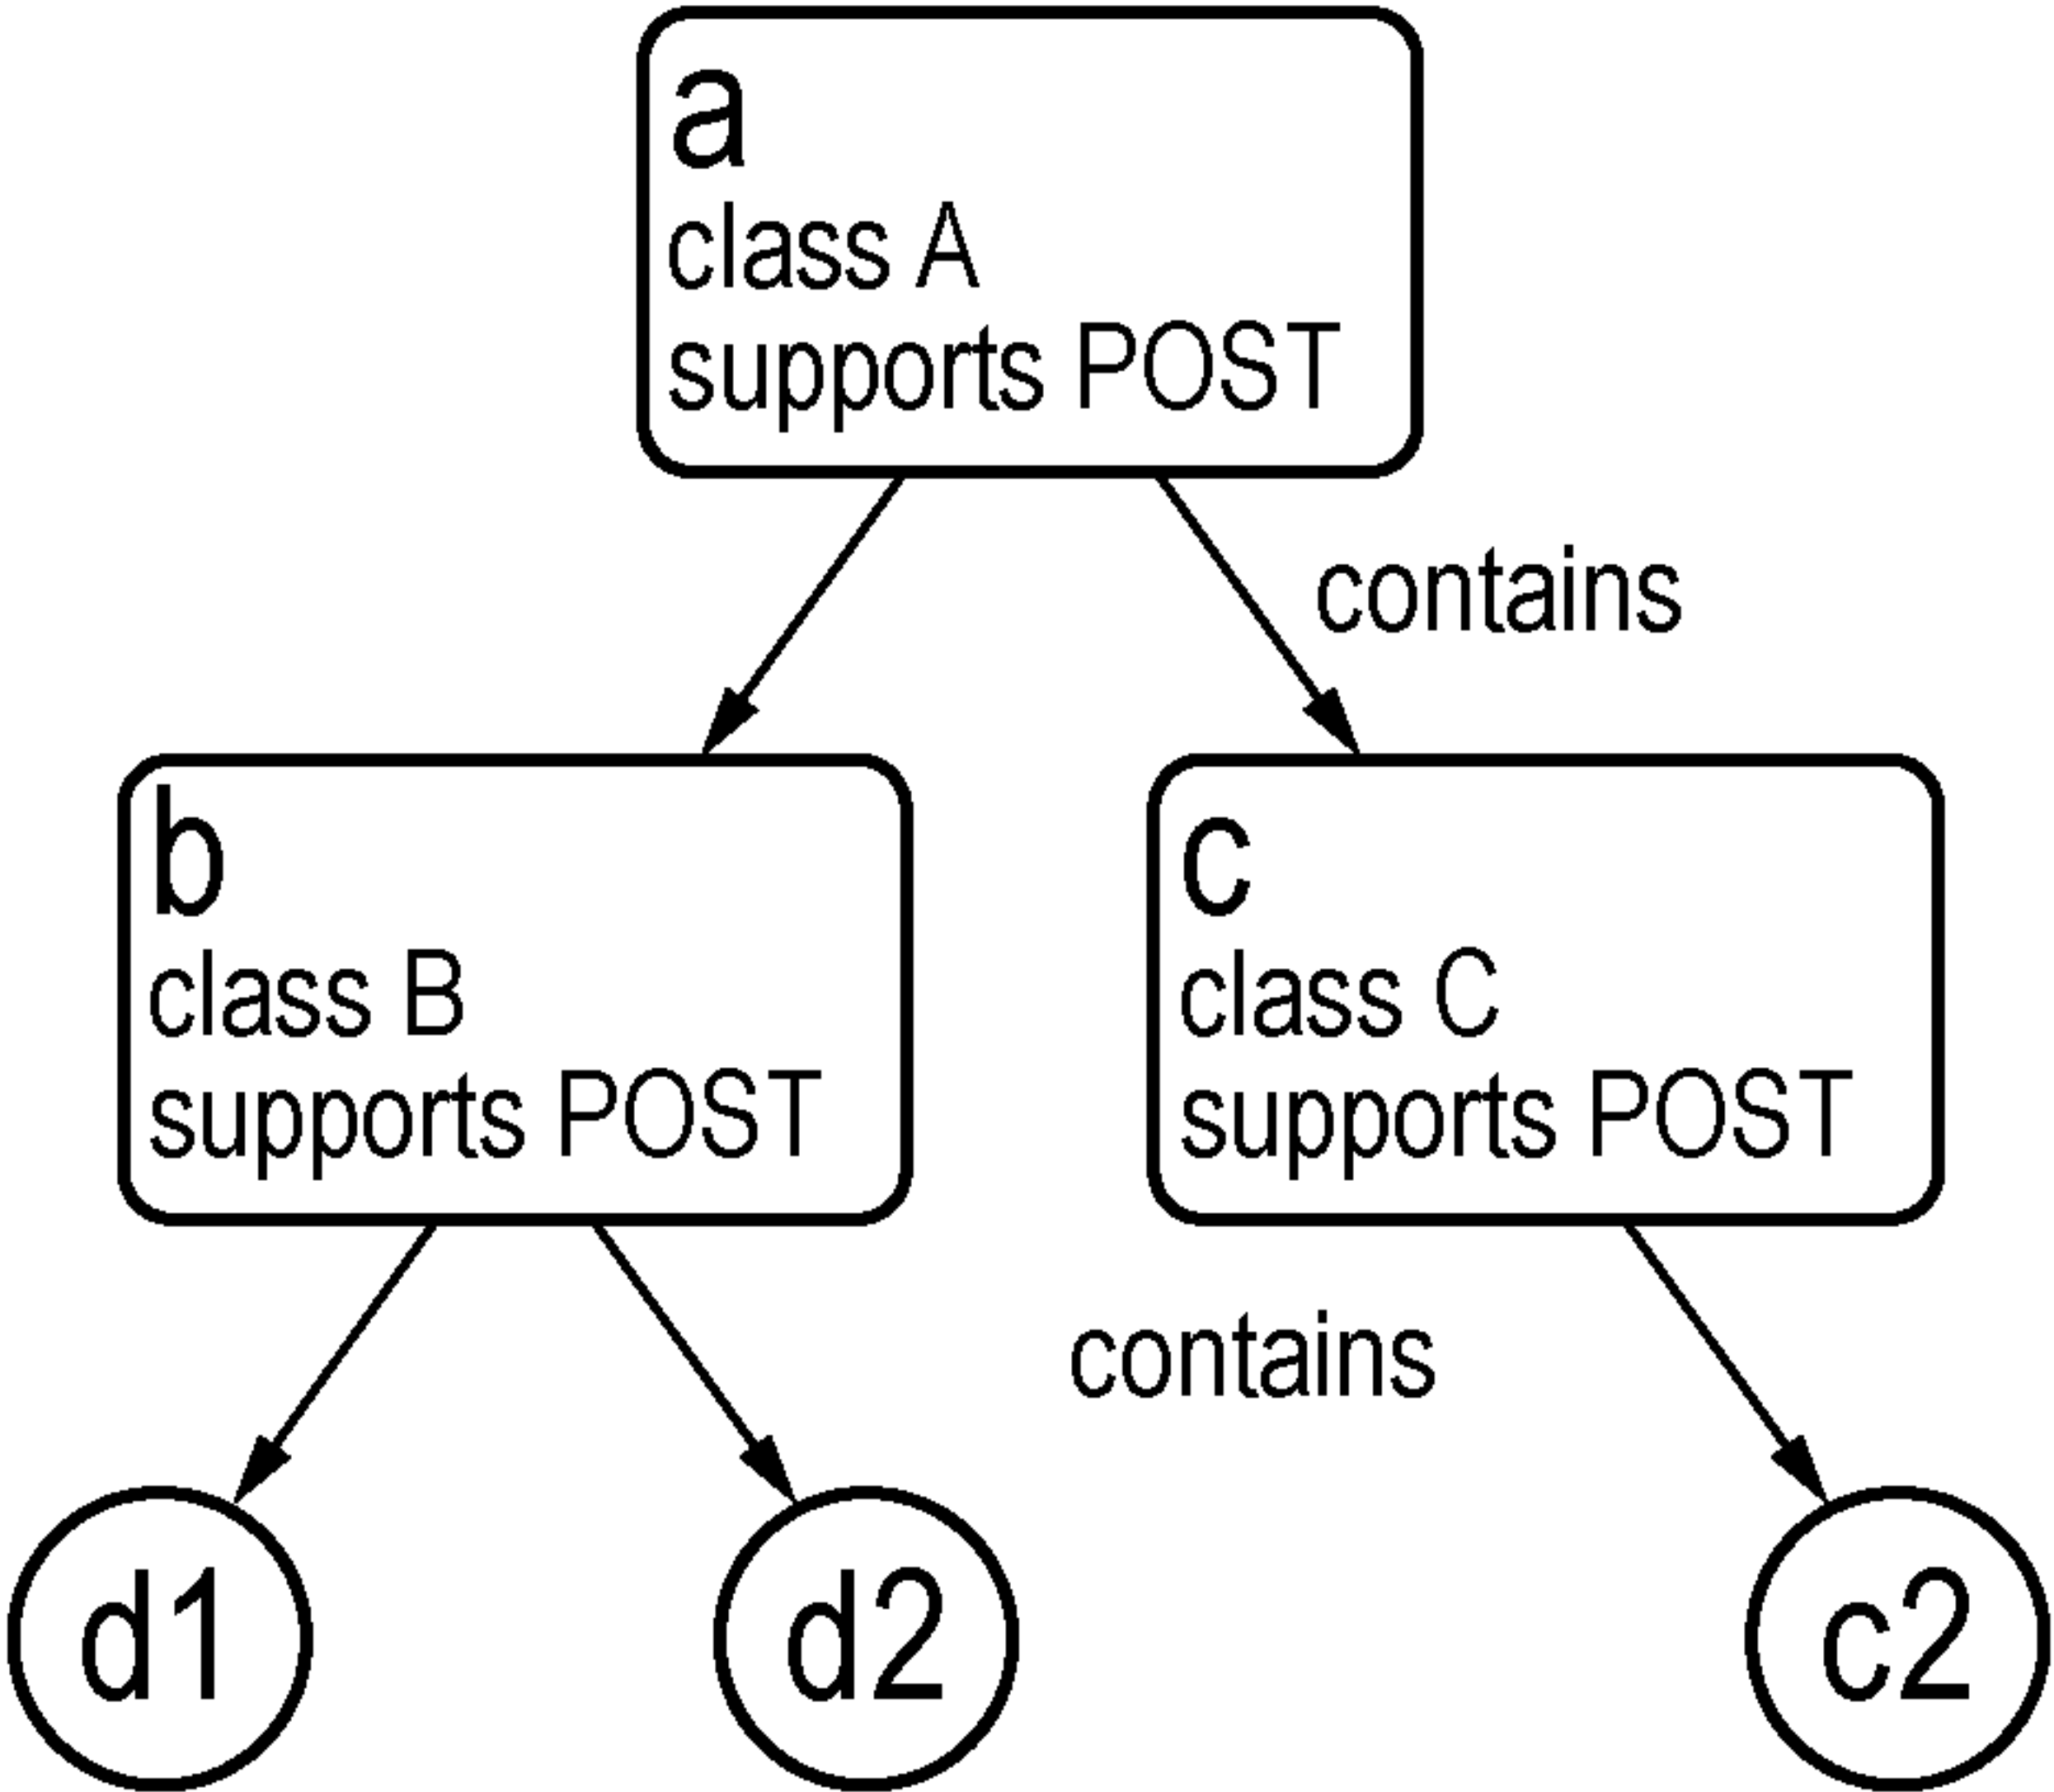 a
class A
supports POST
contains
b
class B
supports POST
c
class C
supports POST
contains
d1
d2
c2